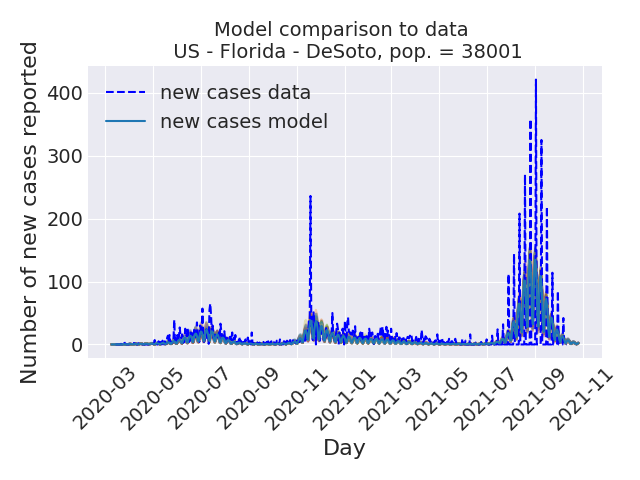 Model comparison to data
US - Florida - DeSoto, pop. = 38001
Number of new cases reported
400
300
200
100
0
new cases data
new cases model
2020-03
2020-05
2020-07
2020-09
2020-11
2021-01
2021-03
2021-05
2021-07
2021-09
2021-11
Day